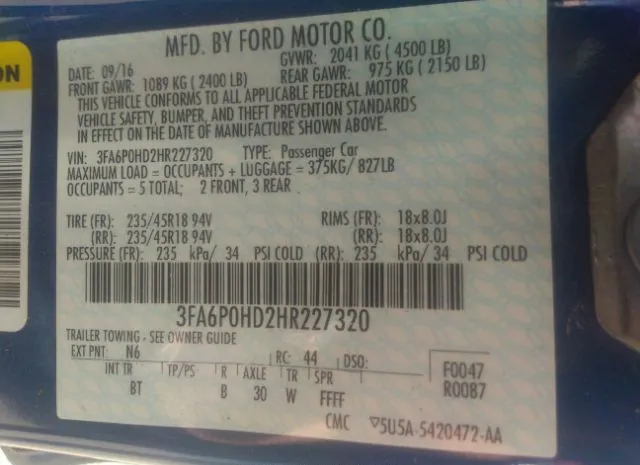 ON
MFD. BY FORD MOTOR CO.
DATE: 09/16 GVWR: 2041 KG ( 4500 LB)
FRONT GAWR: 1089 KG ( 2400 LB) REAR GAWR: 975 KG ( 2150 LB)
THIS VEHICLE CONFORMS TO ALL APPLICABLE FEDERAL MOTOR
VEHICLE SAFETY, BUMPER, AND THEFT PREVENTION STANDARDS
IN EFFECT ON THE DATE OF MANUFACTURE SHOWN ABOVE.
VIN: 3FA6P0HD2HR227320 TYPE: Passenger Car
MAXIMUM LOAD = OCCUPANTS + LUGGAGE = 375KG/ 827LB
OCCUPANTS = 5 TOTAL; 2 FRONT, 3 REAR
TIRE (FR): 235/45R18 94V RIMS (FR): 18x8.0J
(RR): 235/45R18 94V (RR): 18x8.0J
PRESSURE (FR): 235 kPa/ 34 PSI COLD (RR): 235 kPa/ 34 PSI COLD
3FA6P0HD2HR227320
TRAILER TOWING - SEE OWNER GUIDE
EXT PNT: N6 RC: 44 DSO: F0047
INT TR TP/PS R AXLE TR SPR R0087
BT B 30 W FFFF
CMC ▽5U5A-5420472-AA